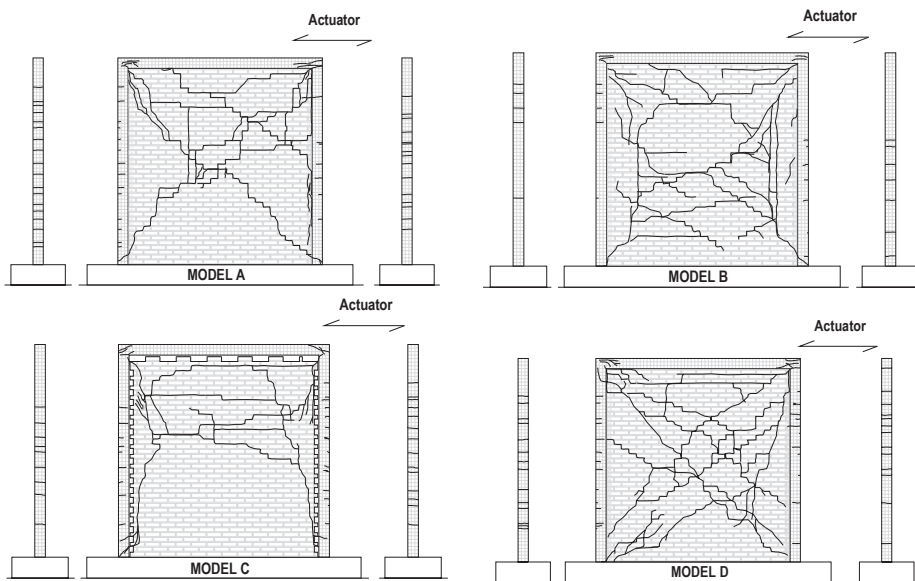 Actuator
Actuator
MODEL A
MODEL B
Actuator
Actuator
MODEL C
MODEL D